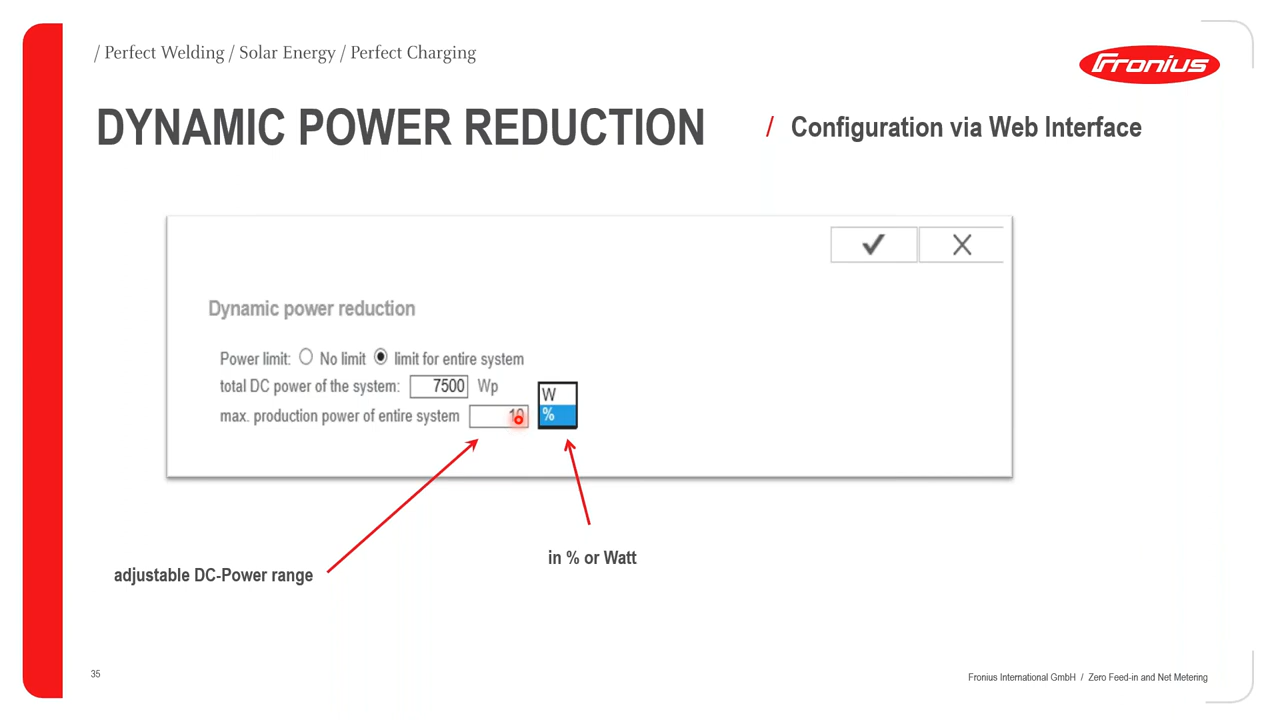 / Perfect Welding / Solar Energy / Perfect Charging
Fronius
DYNAMIC POWER REDUCTION
/ Configuration via Web Interface
Dynamic power reduction
Power limit: No limit limit for entire system
total DC power of the system: 7500 Wp
max. production power of entire system
W
%
adjustable DC-Power range
in % or Watt
35
Fronius International GmbH / Zero Feed-in and Net Metering